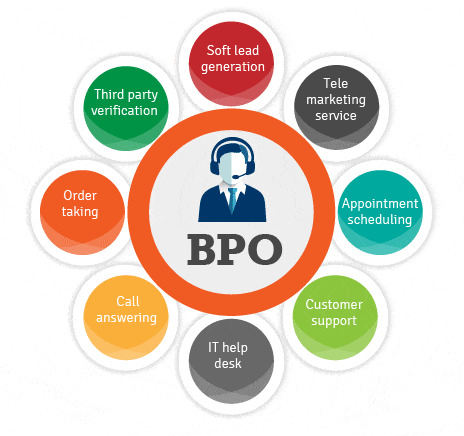 Soft lead
generation
Tele
marketing
service
Appointment
scheduling
Customer
support
IT help
desk
Call
answering
Order
taking
Third party
verification
BPO